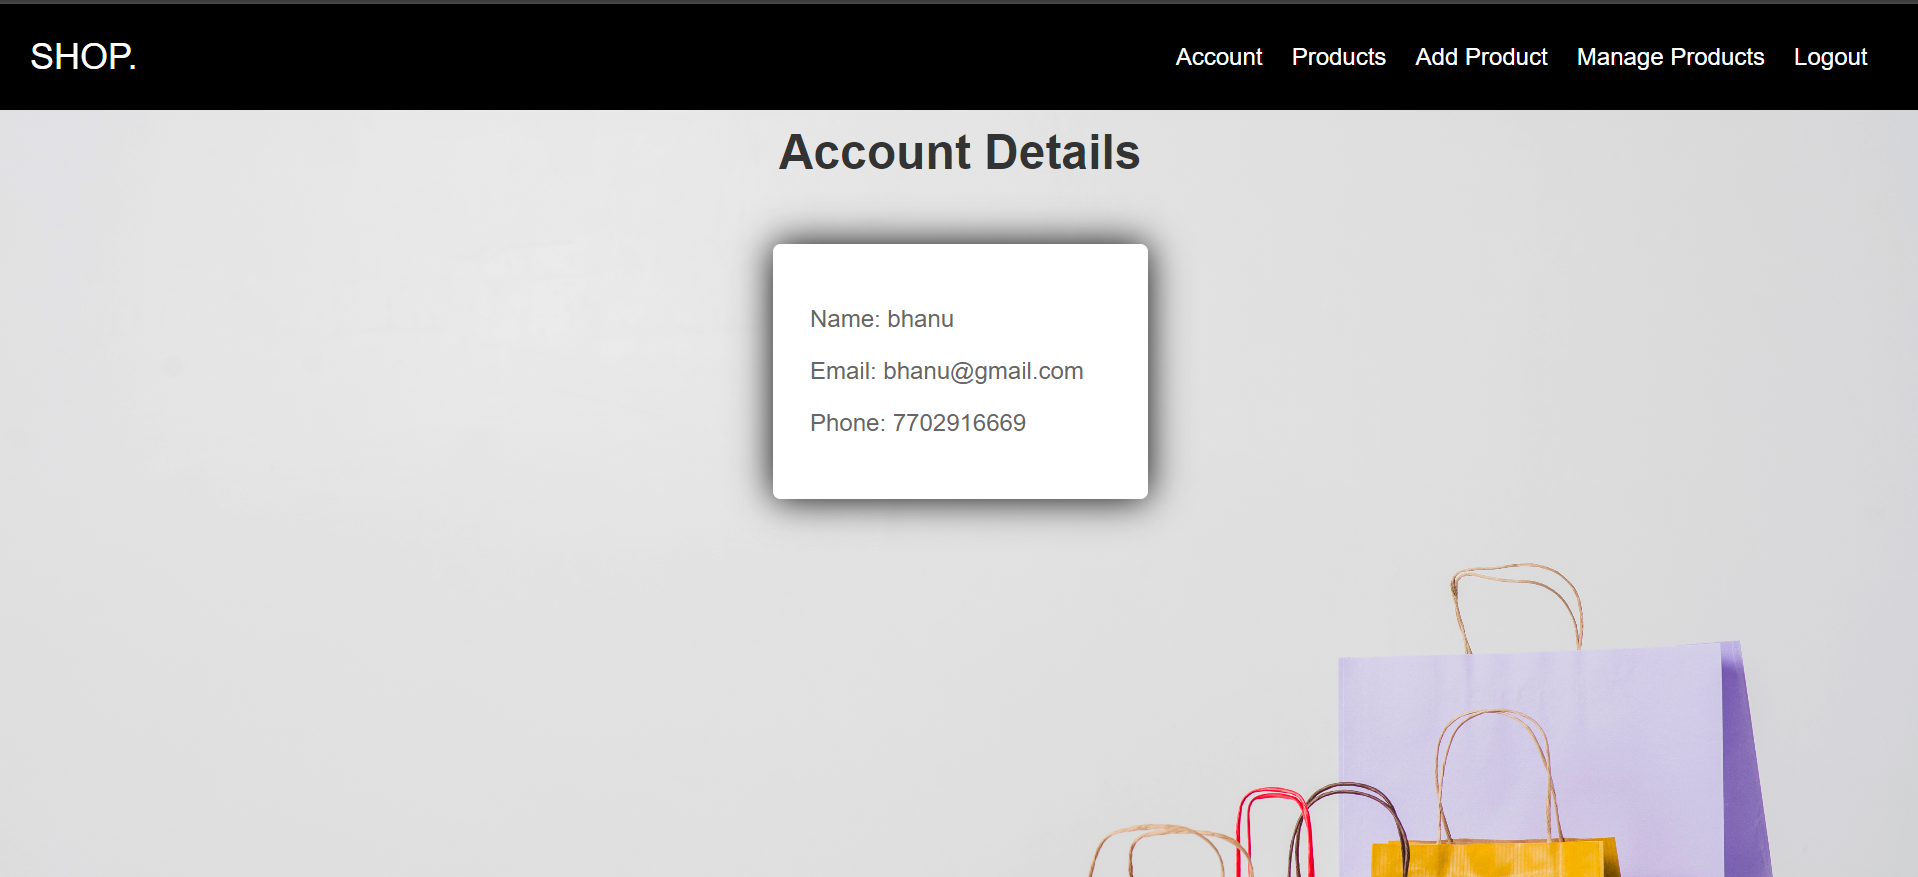 SHOP.
Account Products Add Product Manage Products Logout
Account Details
Name: bhanu
Email: bhanu@gmail.com
Phone: 7702916669